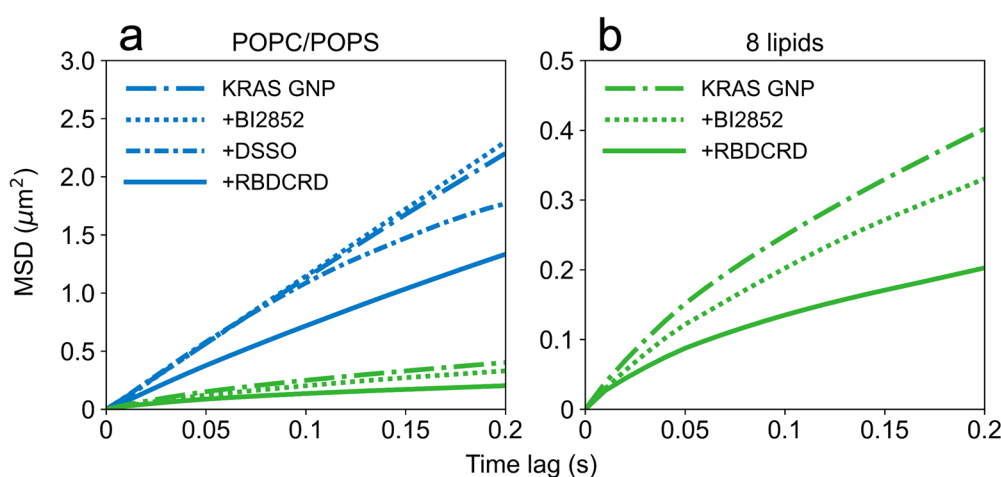 a
POPC/POPS
3.0
2.5
2.0
1.5
1.0
0.5
0
KRAS GNP
+BI2852
+DSSO
+RBDCRD
0
0.05
0.1
0.15
0.2
MSD (μm²)
b
8 lipids
0.5
0.4
0.3
0.2
0.1
0
KRAS GNP
+BI2852
+RBDCRD
0
0.05
0.1
0.15
0.2
Time lag (s)